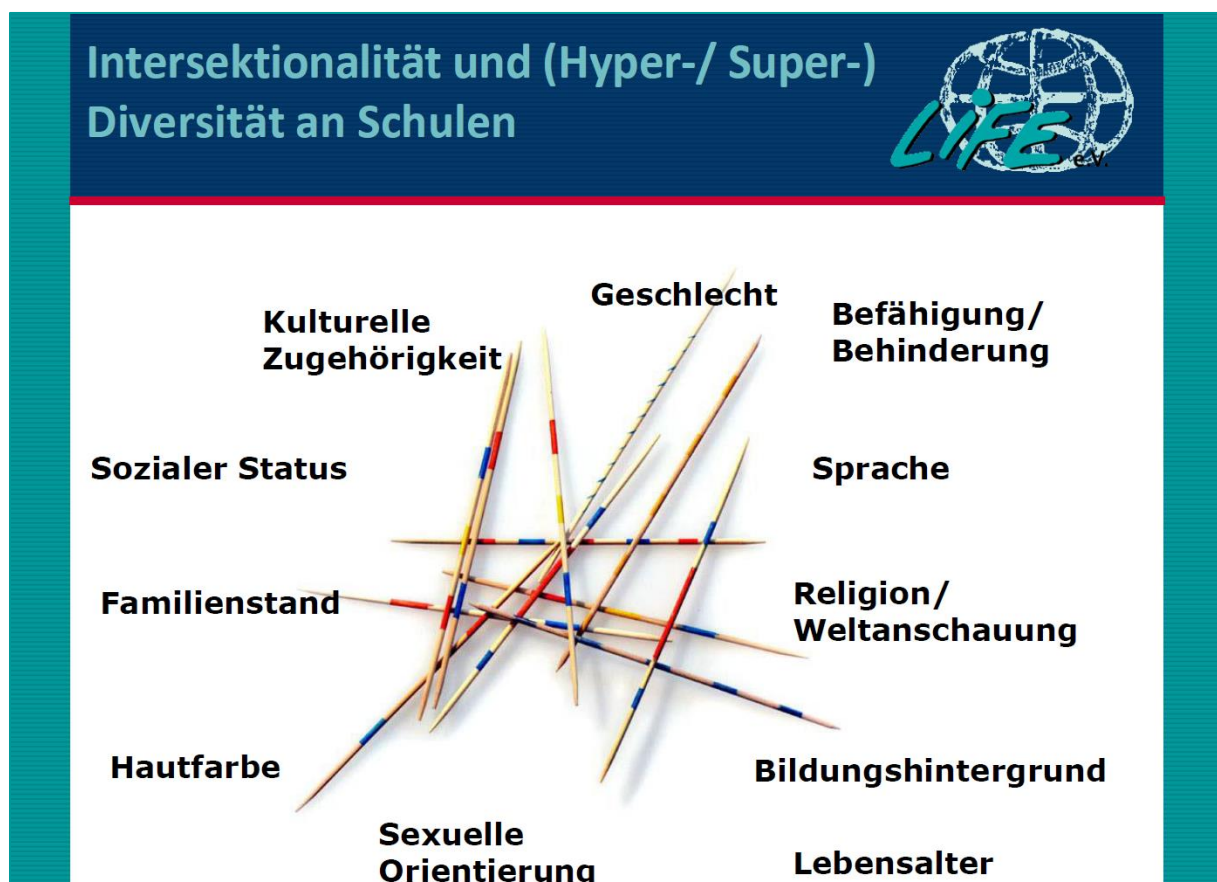 Intersektionalität und (Hyper-/ Super-)
Diversität an Schulen
LiFE e.V.
Geschlecht
Kulturelle
Zugehörigkeit
Befähigung/
Behinderung
Sozialer Status
Sprache
Familienstand
Religion/
Weltanschauung
Hautfarbe
Bildungshintergrund
Sexuelle
Orientierung
Lebensalter